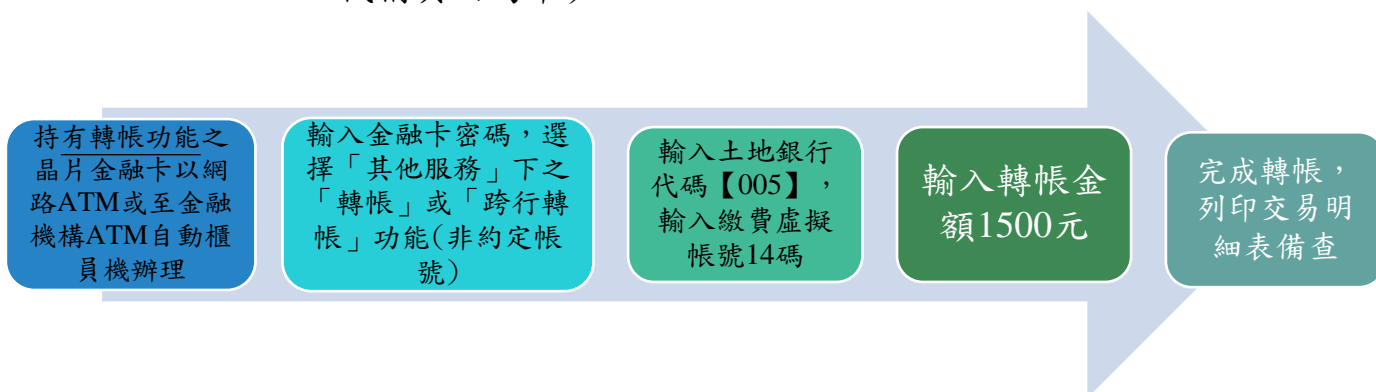 持有轉帳功能之
晶片金融卡以網
路ATM或至金融
機構ATM自動櫃
員機辦理
輸入金融卡密碼，選
擇「其他服務」下之
「轉帳」或「跨行轉
帳」功能(非約定帳
號)
輸入土地銀行
代碼【005】，
輸入繳費虛擬
帳號14碼
輸入轉帳金
額1500元
完成轉帳，
列印交易明
細表備查